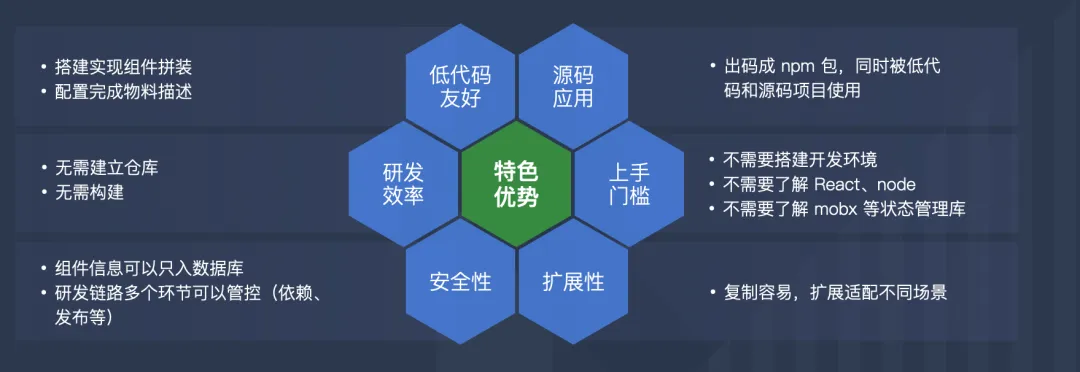 • 搭建实现组件拼装
• 配置完成物料描述
低代码
友好
源码
应用
• 出码成 npm 包，同时被低代
码和源码项目使用
• 无需建立仓库
• 无需构建
研发
效率
特色
优势
上手
门槛
• 不需要搭建开发环境
• 不需要了解 React、node
• 不需要了解 mobx 等状态管理库
• 组件信息可以只入数据库
• 研发链路多个环节可以管控（依赖、
发布等）
安全性
扩展性
• 复制容易，扩展适配不同场景